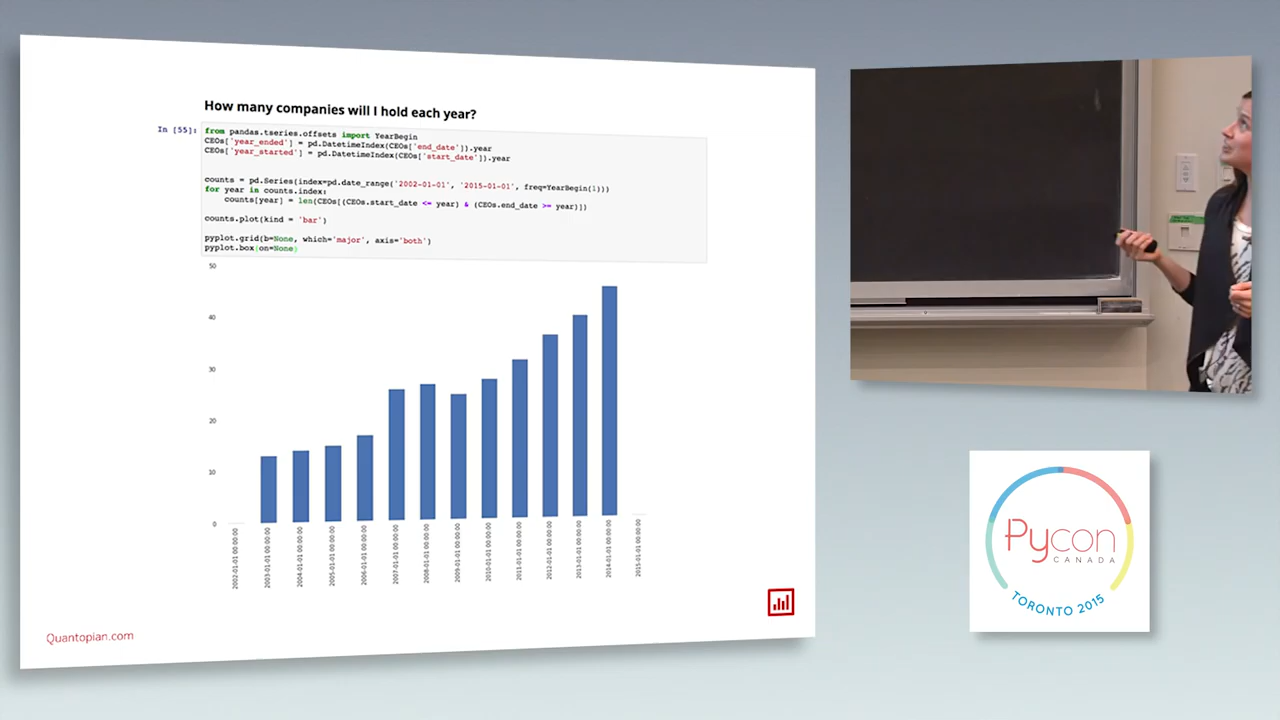 How many companies will I hold each year?
In [55]:
from pandas.tseries.offsets import YearBegin
CEOs['year_ended'] = pd.DatetimeIndex(CEOs['end_date']).year
CEOs['year_started'] = pd.DatetimeIndex(CEOs['start_date']).year
counts = pd.Series(index=pd.date_range('2002-01-01', '2015-01-01', freq=YearBegin(1)))
for year in counts.index:
counts[year] = len(CEOs[(CEOs.start_date <= year) & (CEOs.end_date >= year)])
counts.plot(kind = 'bar')
pyplot.grid(b=None, which='major', axis='both')
pyplot.box(on=None)
50
40
30
20
10
0
2002-01-01 00:00:00
2003-01-01 00:00:00
2004-01-01 00:00:00
2005-01-01 00:00:00
2006-01-01 00:00:00
2007-01-01 00:00:00
2008-01-01 00:00:00
2009-01-01 00:00:00
2010-01-01 00:00:00
2011-01-01 00:00:00
2012-01-01 00:00:00
2013-01-01 00:00:00
2014-01-01 00:00:00
2015-01-01 00:00:00
Quantopian.com
Pycon
CANADA
TORONTO 2015